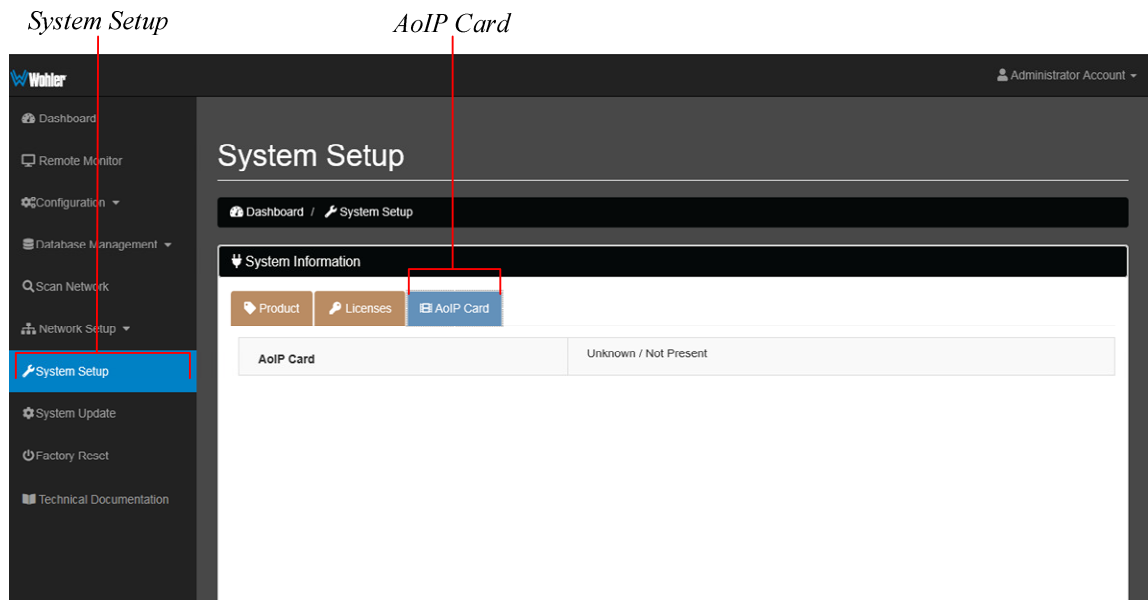 System Setup
AoIP Card
Wohler
Administrator Account
Dashboard
Remote Monitor
Configuration
Database Management
Scan Network
Network Setup
System Setup
System Update
Factory Reset
Technical Documentation
System Setup
Dashboard / System Setup
System Information
Product Licenses AoIP Card
AoIP Card Unknown / Not Present